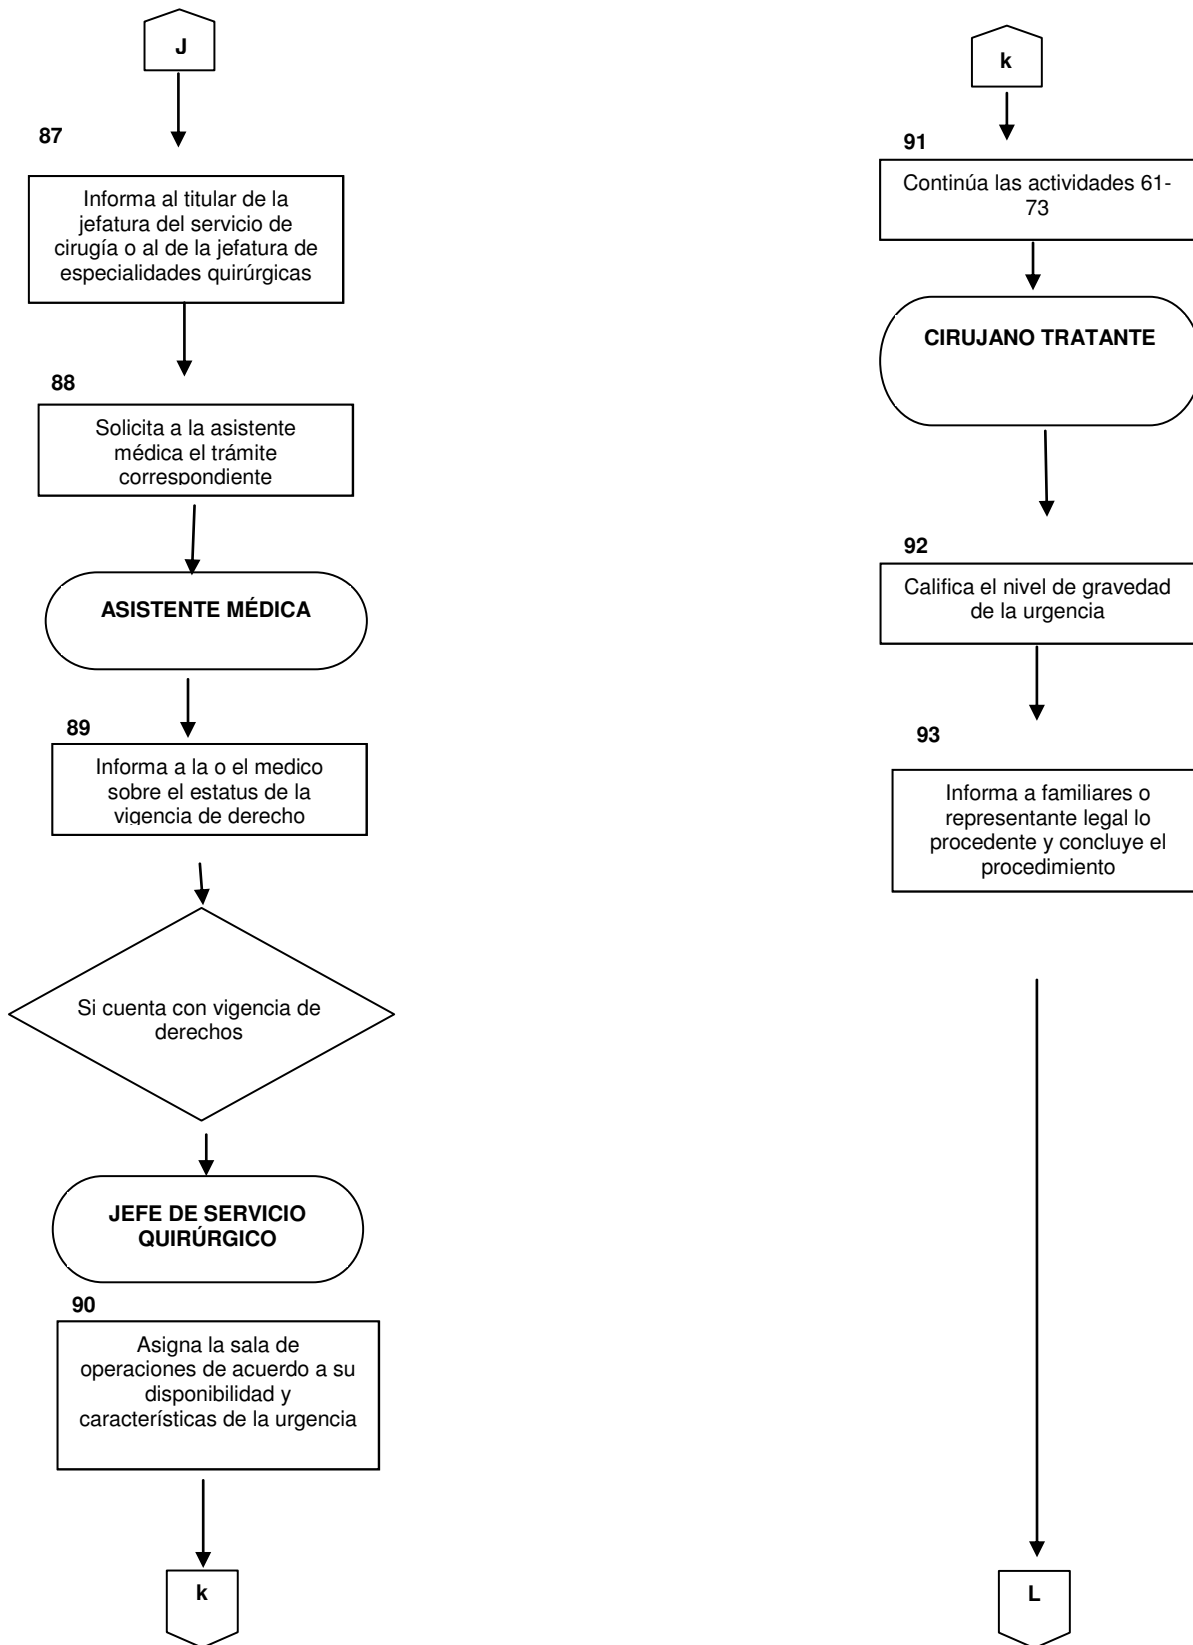 J
87
Informa al titular de la
jefatura del servicio de
cirugía o al de la jefatura de
especialidades quirúrgicas
88
Solicita a la asistente
médica el trámite
correspondiente
ASISTENTE MÉDICA
89
Informa a la o el medico
sobre el estatus de la
vigencia de derecho
Si cuenta con vigencia de
derechos
JEFE DE SERVICIO
QUIRÚRGICO
90
Asigna la sala de
operaciones de acuerdo a su
disponibilidad y
características de la urgencia
k
k
91
Continúa las actividades 61-
73
CIRUJANO TRATANTE
92
Califica el nivel de gravedad
de la urgencia
93
Informa a familiares o
representante legal lo
procedente y concluye el
procedimiento
L